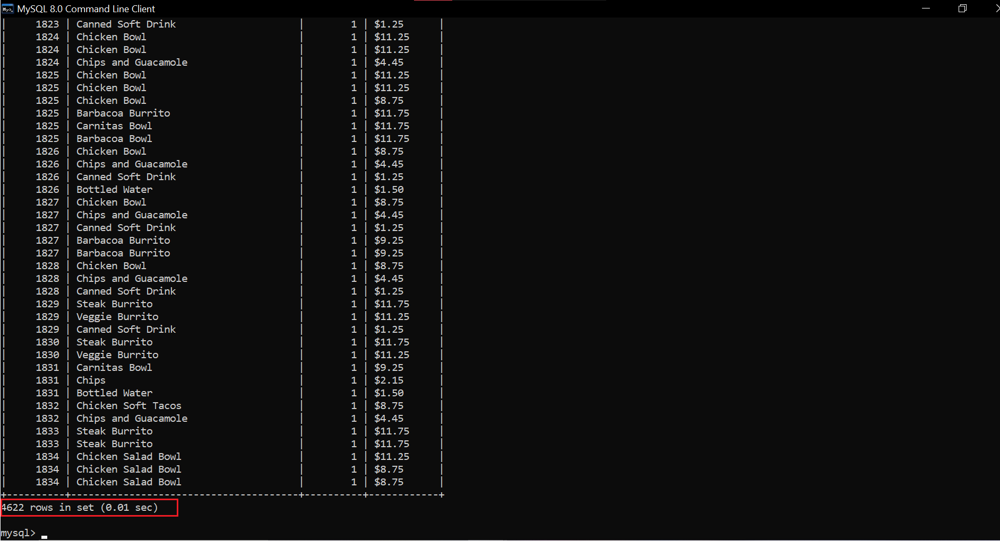 MySQL 8.0 Command Line Client
| 1823 | Canned Soft Drink | 1 | $1.25 |
| 1824 | Chicken Bowl | 1 | $11.25 |
| 1824 | Chicken Bowl | 1 | $11.25 |
| 1824 | Chips and Guacamole | 1 | $4.45 |
| 1825 | Chicken Bowl | 1 | $11.25 |
| 1825 | Chicken Bowl | 1 | $11.25 |
| 1825 | Chicken Bowl | 1 | $8.75 |
| 1825 | Barbacoa Burrito | 1 | $11.75 |
| 1825 | Carnitas Bowl | 1 | $11.75 |
| 1825 | Barbacoa Bowl | 1 | $11.75 |
| 1826 | Chicken Bowl | 1 | $8.75 |
| 1826 | Chips and Guacamole | 1 | $4.45 |
| 1826 | Canned Soft Drink | 1 | $1.25 |
| 1826 | Bottled Water | 1 | $1.50 |
| 1827 | Chicken Bowl | 1 | $8.75 |
| 1827 | Chips and Guacamole | 1 | $4.45 |
| 1827 | Canned Soft Drink | 1 | $1.25 |
| 1827 | Barbacoa Burrito | 1 | $9.25 |
| 1827 | Barbacoa Burrito | 1 | $9.25 |
| 1828 | Chicken Bowl | 1 | $8.75 |
| 1828 | Chips and Guacamole | 1 | $4.45 |
| 1828 | Canned Soft Drink | 1 | $1.25 |
| 1829 | Steak Burrito | 1 | $11.75 |
| 1829 | Veggie Burrito | 1 | $11.25 |
| 1829 | Canned Soft Drink | 1 | $1.25 |
| 1830 | Steak Burrito | 1 | $11.75 |
| 1830 | Veggie Burrito | 1 | $11.25 |
| 1831 | Carnitas Bowl | 1 | $9.25 |
| 1831 | Chips | 1 | $2.15 |
| 1831 | Bottled Water | 1 | $1.50 |
| 1832 | Chicken Soft Tacos | 1 | $8.75 |
| 1832 | Chips and Guacamole | 1 | $4.45 |
| 1833 | Steak Burrito | 1 | $11.75 |
| 1833 | Steak Burrito | 1 | $11.75 |
| 1834 | Chicken Salad Bowl | 1 | $11.25 |
| 1834 | Chicken Salad Bowl | 1 | $8.75 |
| 1834 | Chicken Salad Bowl | 1 | $8.75 |
+----------+---------------------------------------+----------+------------+
4622 rows in set (0.01 sec)
mysql>